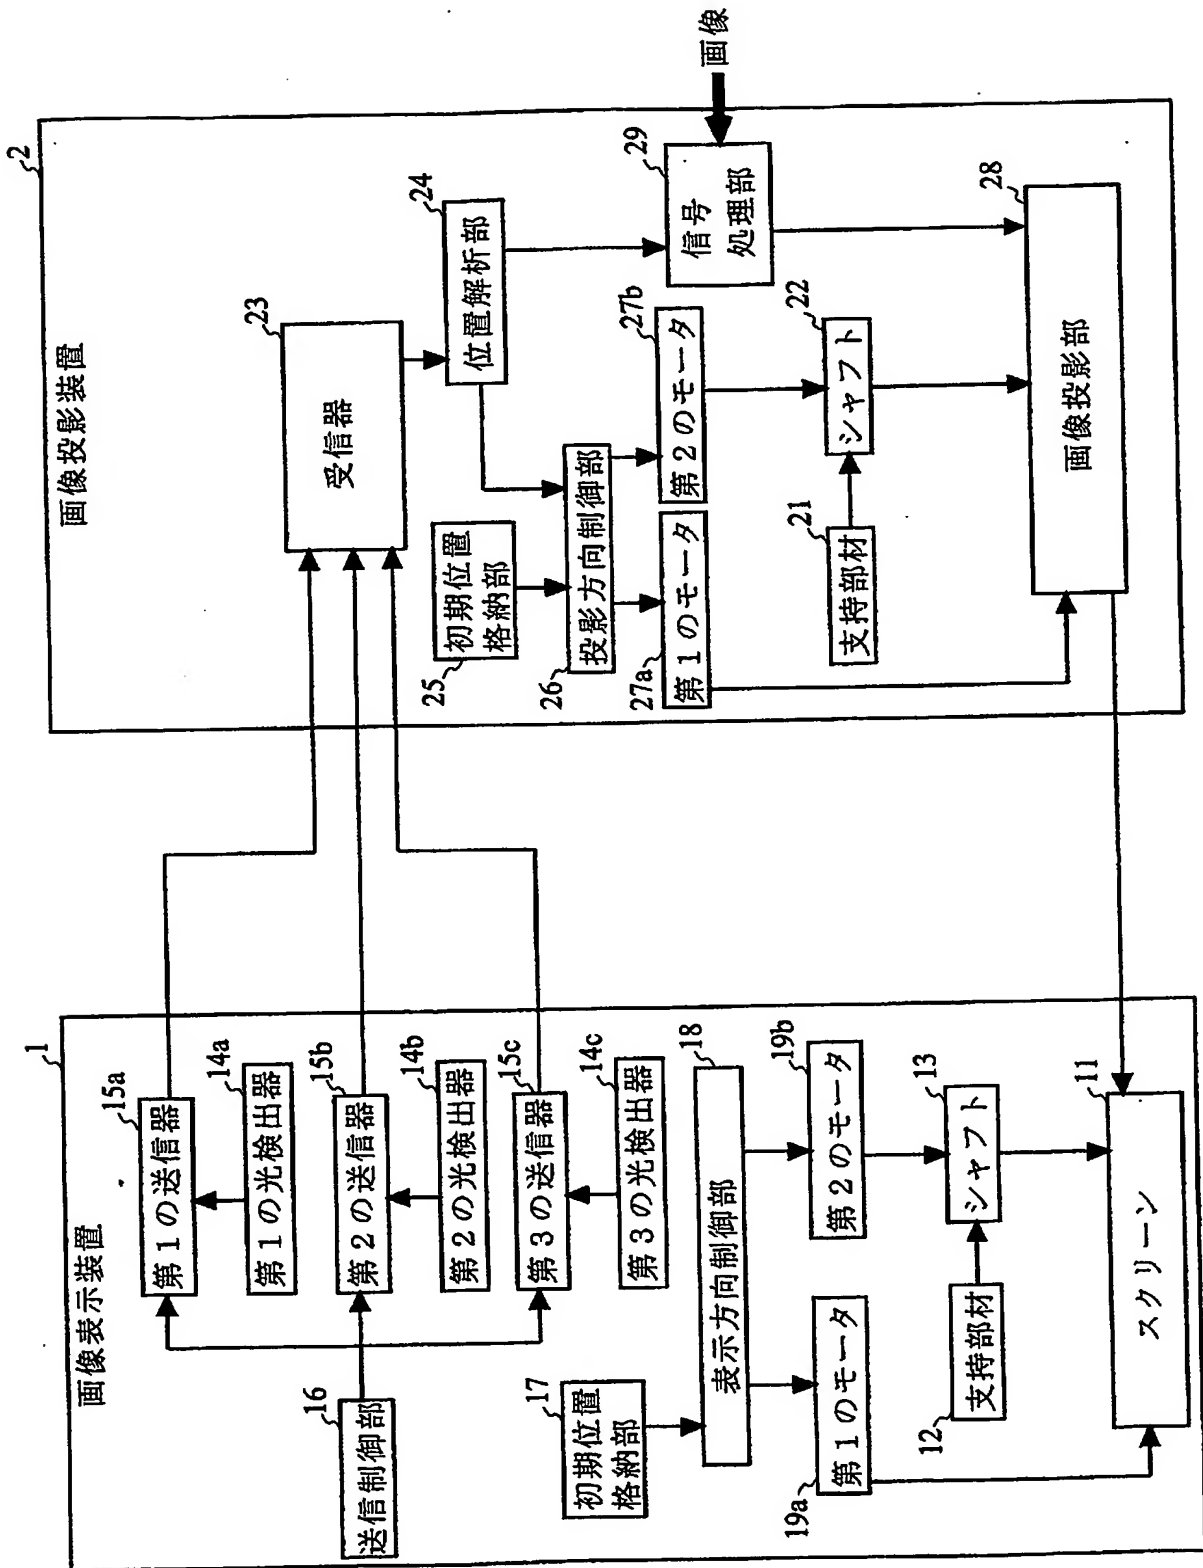 1
画像表示装置
15a
第1の送信器
14a
第1の光検出器
15b
第2の送信器
14b
第2の光検出器
15c
第3の送信器
14c
第3の光検出器
16
送信制御部
17
初期位置
格納部
18
表示方向制御部
19a
第1のモータ
19b
第2のモータ
12
支持部材
13
シャフト
11
スクリーン
2
画像投影装置
23
受信器
24
位置解析部
25
初期位置
格納部
26
投影方向制御部
27a
第1のモータ
27b
第2のモータ
29
信号
処理部
画像
21
支持部材
22
シャフト
28
画像投影部